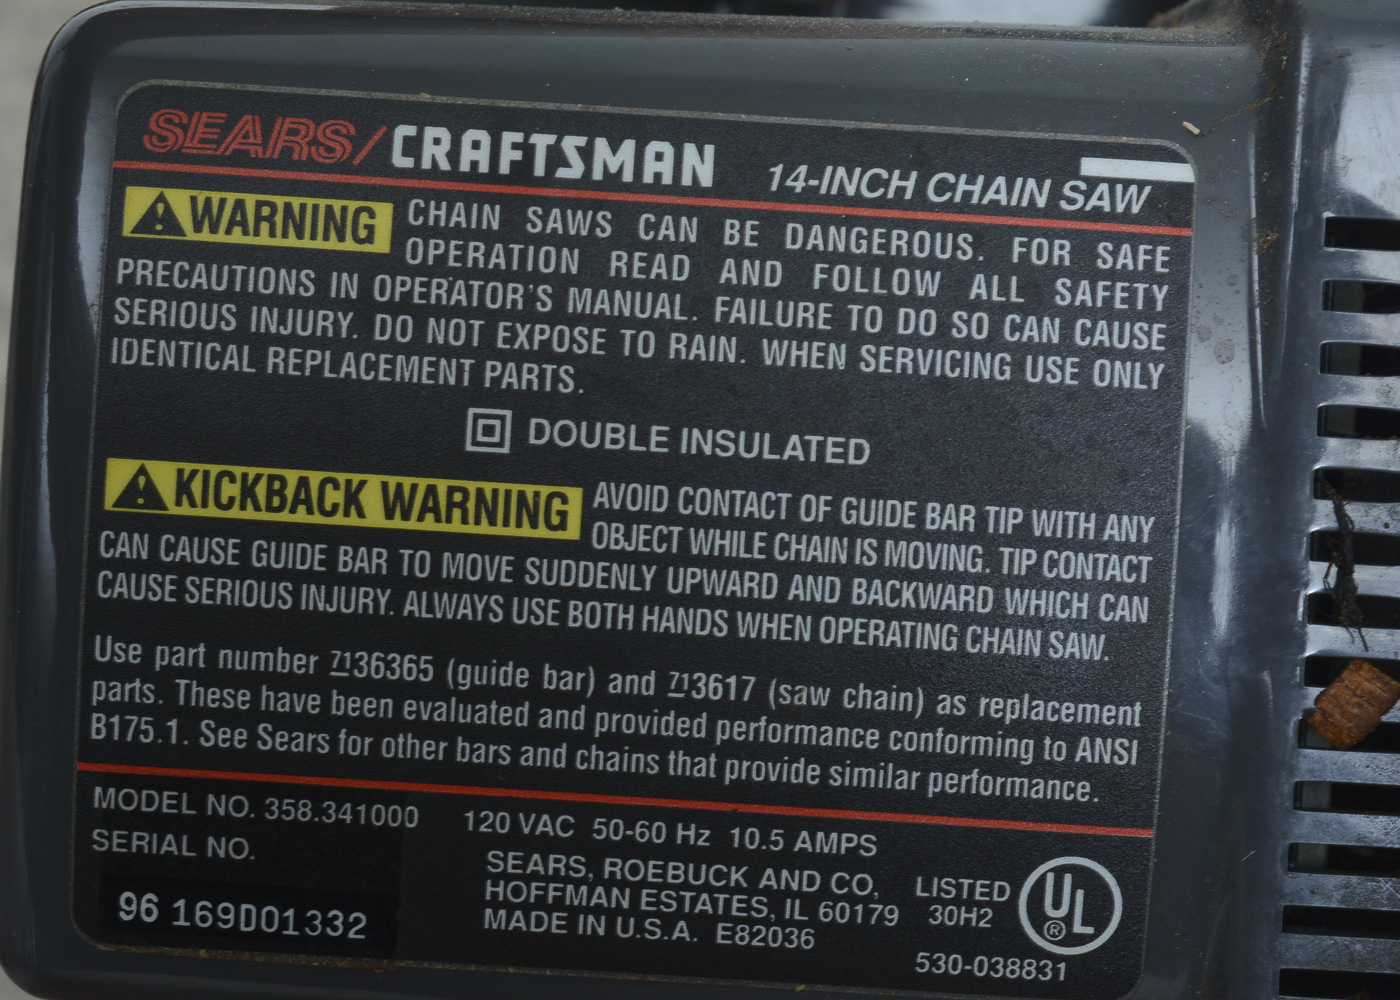 SEARS/CRAFTSMAN 14-INCH CHAIN SAW
WARNING CHAIN SAWS CAN BE DANGEROUS. FOR SAFE
OPERATION READ AND FOLLOW ALL SAFETY
PRECAUTIONS IN OPERATOR'S MANUAL. FAILURE TO DO SO CAN CAUSE
SERIOUS INJURY. DO NOT EXPOSE TO RAIN. WHEN SERVICING USE ONLY
IDENTICAL REPLACEMENT PARTS.
DOUBLE INSULATED
KICKBACK WARNING AVOID CONTACT OF GUIDE BAR TIP WITH ANY
OBJECT WHILE CHAIN IS MOVING. TIP CONTACT
CAN CAUSE GUIDE BAR TO MOVE SUDDENLY UPWARD AND BACKWARD WHICH CAN
CAUSE SERIOUS INJURY. ALWAYS USE BOTH HANDS WHEN OPERATING CHAIN SAW.
Use part number 7136365 (guide bar) and 713617 (saw chain) as replacement
parts. These have been evaluated and provided performance conforming to ANSI
B175.1. See Sears for other bars and chains that provide similar performance.
MODEL NO. 358.341000
SERIAL NO.
96 169D01332
120 VAC 50-60 Hz 10.5 AMPS
SEARS, ROEBUCK AND CO,
HOFFMAN ESTATES, IL 60179
MADE IN U.S.A. E82036
LISTED
30H2
UL ®
530-038831